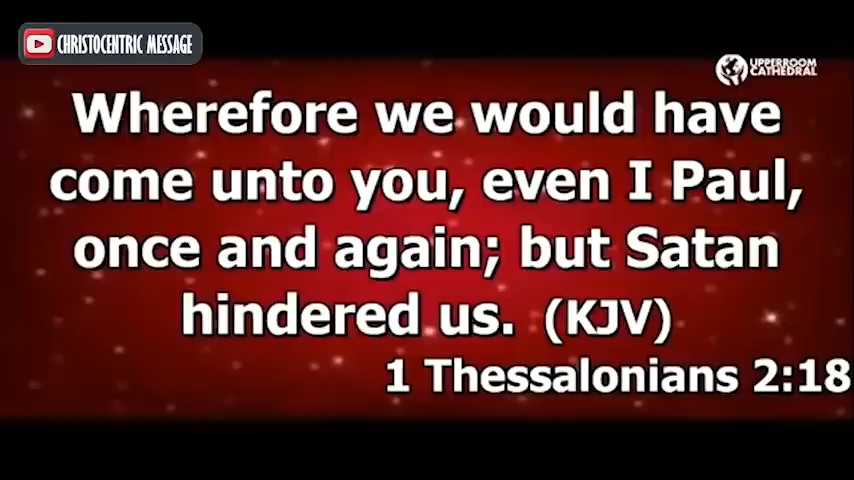 CHRISTOCENTRIC MESSAGE
UPPERROOM
CATHEDRAL
Wherefore we would have
come unto you, even I Paul,
once and again; but Satan
hindered us. (KJV)
1 Thessalonians 2:18